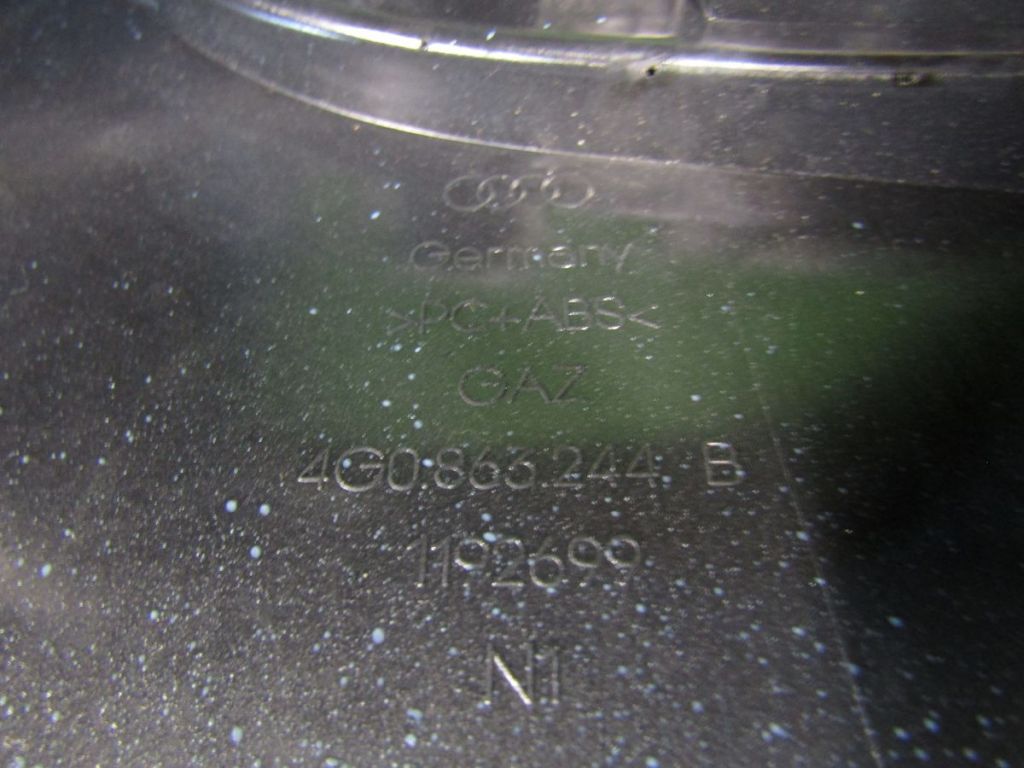 Germany
>PC+ABS<
GAZ
4G0.863.244 B
1192699
N1